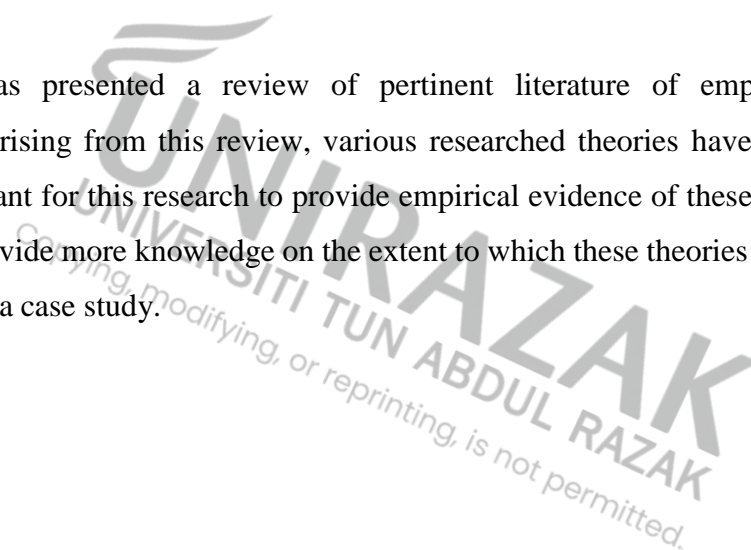 as presented a review of pertinent literature of emp
rising from this review, various researched theories have
ant for this research to provide empirical evidence of these
vide more knowledge on the extent to which these theories
a case study.
UNIRAZAK
UNIVERSITI TUN ABDUL RAZAK
Copying, modifying, or reprinting, is not permitted.